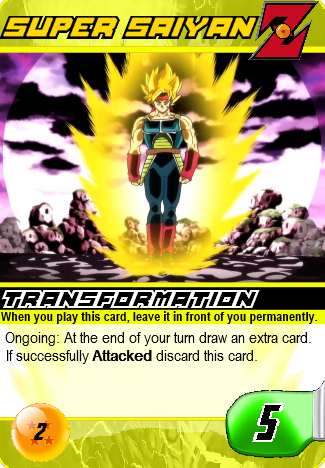 SUPER SAIYAN Z
TRANSFORMATION
When you play this card, leave it in front of you permanently.
Ongoing: At the end of your turn draw an extra card.
If successfully Attacked discard this card.
2
5